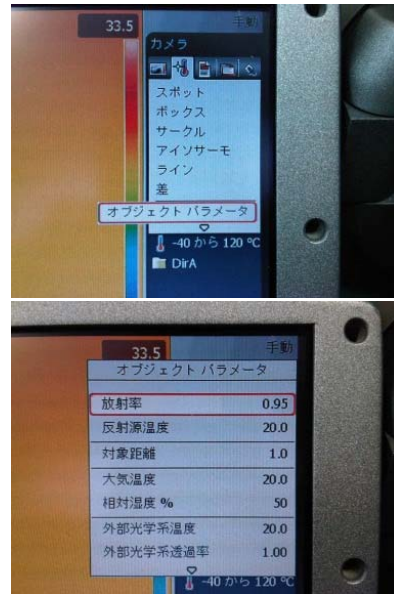 33.5
手動
カメラ
スポット
ボックス
サークル
アイソサーモ
ライン
差
オブジェクト パラメータ
-40 から 120 ℃
DirA
33.5
手動
オブジェクト パラメータ
放射率 0.95
反射源温度 20.0
対象距離 1.0
大気温度 20.0
相対湿度 % 50
外部光学系温度 20.0
外部光学系透過率 1.00
-40 から 120 ℃